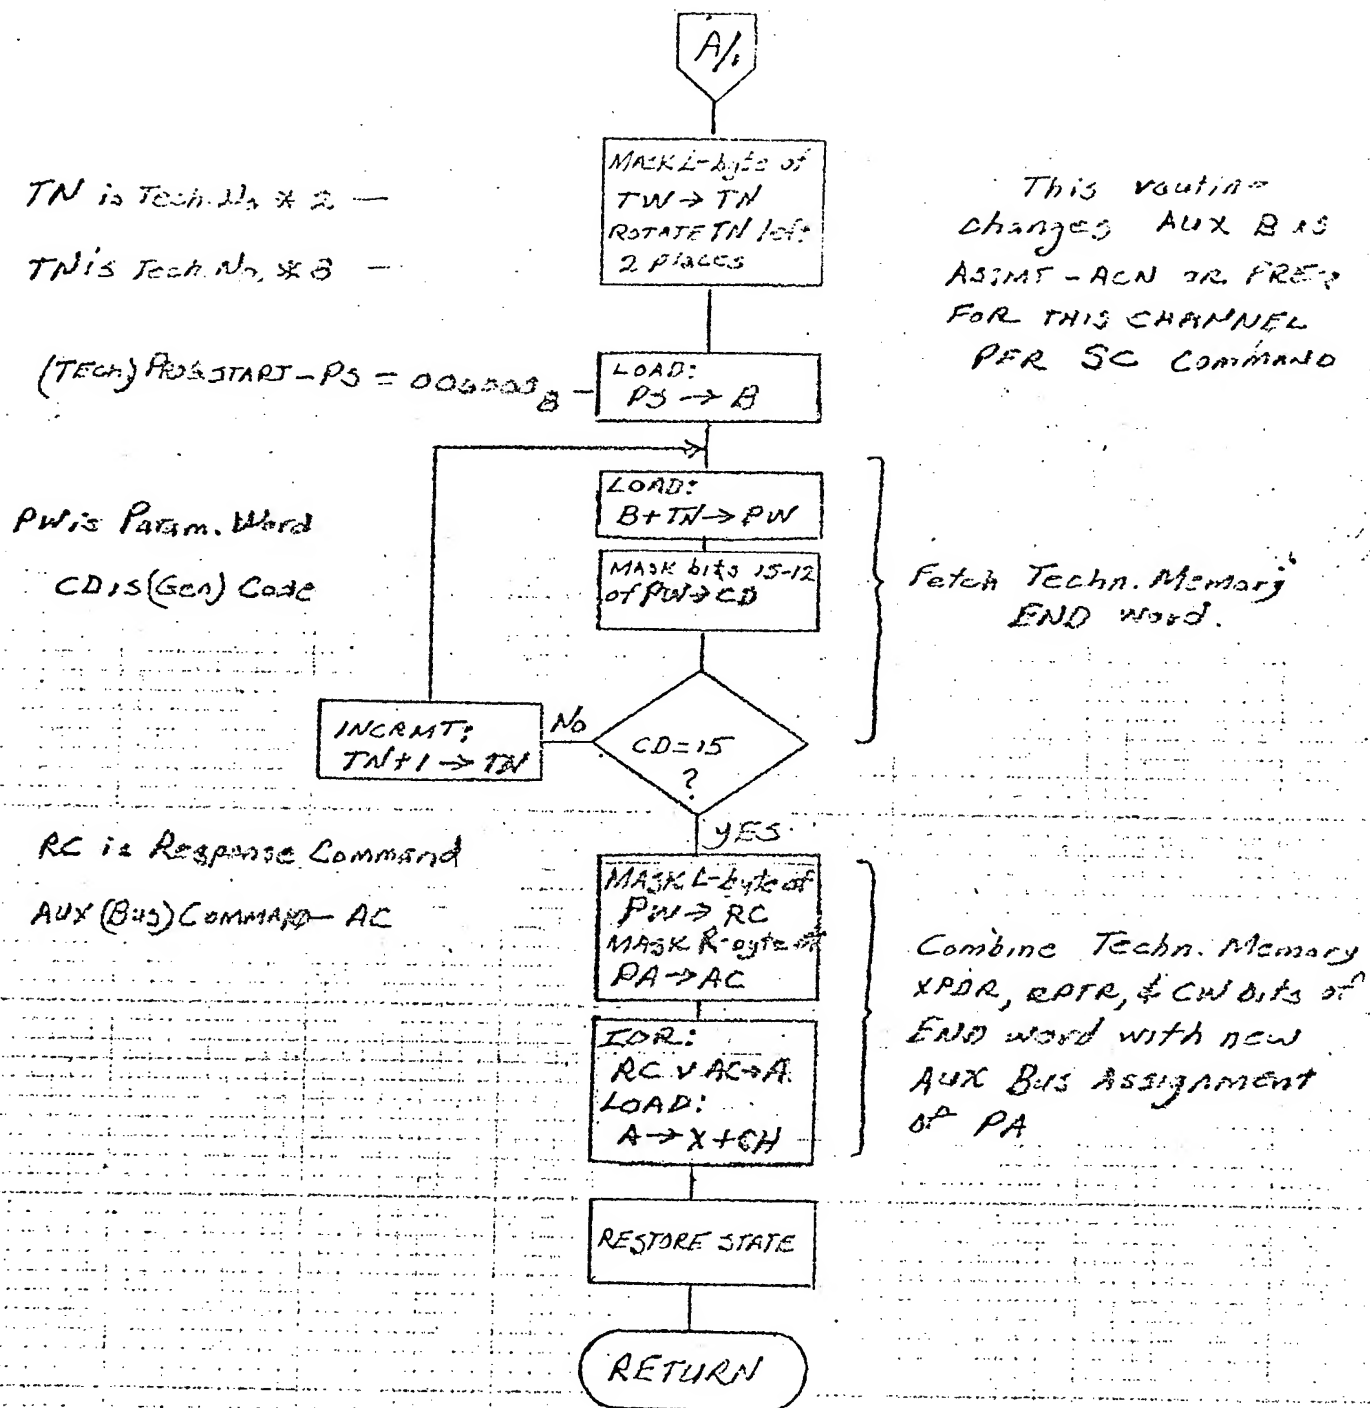 A/1
MASK L-byte of
TW → TN
ROTATE TN left
2 places
TN is Tech. No * 2 —
TN is Tech. No. * 8 —
This routine
changes AUX Bus
ASIMT - ACN OR FREQ
FOR THIS CHANNEL
PER SC COMMAND
(TECH) PROG START - PS = 8 —
LOAD:
PS → B
LOAD:
B + TN → PW
MASK bits 15-12
of PW → CD
PW is Param. Word
CD is (Gen) Code
Fetch Techn. Memory
END word.
INCRMT:
TN + 1 → TN
No
CD = 15
?
YES
RC is Response Command
AUX (Bus) COMMAND - AC
MASK L-byte of
PW → RC
MASK R-byte of
PA → AC
IOR:
RC v AC → A
LOAD:
A → X + CH
Combine Techn. Memory
XPDR, RPTR, & CW bits of
END word with new
AUX Bus Assignment
of PA
RESTORE STATE
RETURN